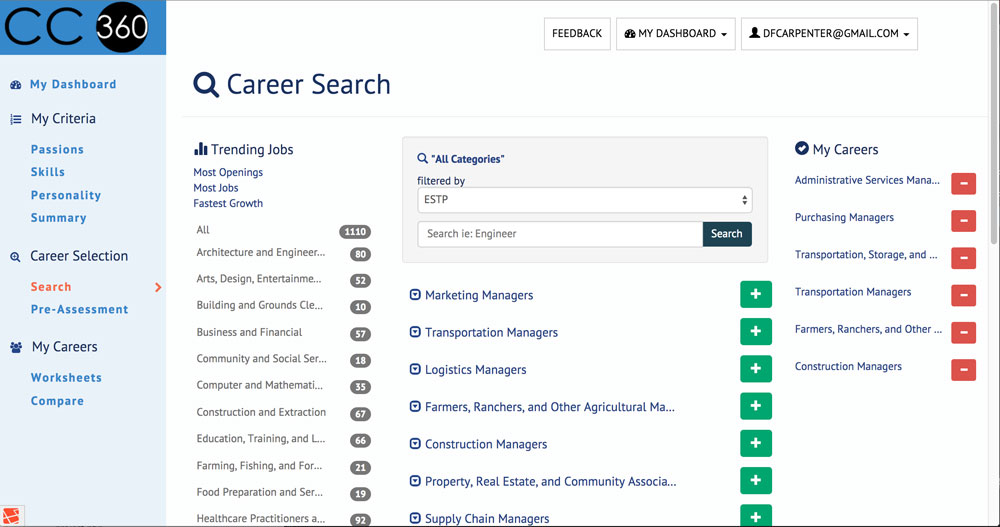 CC 360
FEEDBACK
MY DASHBOARD
DFCARPENTER@GMAIL.COM
My Dashboard
My Criteria
Passions
Skills
Personality
Summary
Career Selection
Search
Pre-Assessment
My Careers
Worksheets
Compare
Career Search
Trending Jobs
Most Openings
Most Jobs
Fastest Growth
All 1110
Architecture and Engineer... 80
Arts, Design, Entertainme... 52
Building and Grounds Cle... 10
Business and Financial 57
Community and Social Ser... 18
Computer and Mathemati... 35
Construction and Extraction 67
Education, Training, and L... 66
Farming, Fishing, and For... 21
Food Preparation and Ser... 19
Healthcare Practitioners a... 92
"All Categories"
filtered by
ESTP
Search ie: Engineer
Search
Marketing Managers
Transportation Managers
Logistics Managers
Farmers, Ranchers, and Other Agricultural Ma...
Construction Managers
Property, Real Estate, and Community Associa...
Supply Chain Managers
My Careers
Administrative Services Mana...
Purchasing Managers
Transportation, Storage, and ...
Transportation Managers
Farmers, Ranchers, and Other ...
Construction Managers